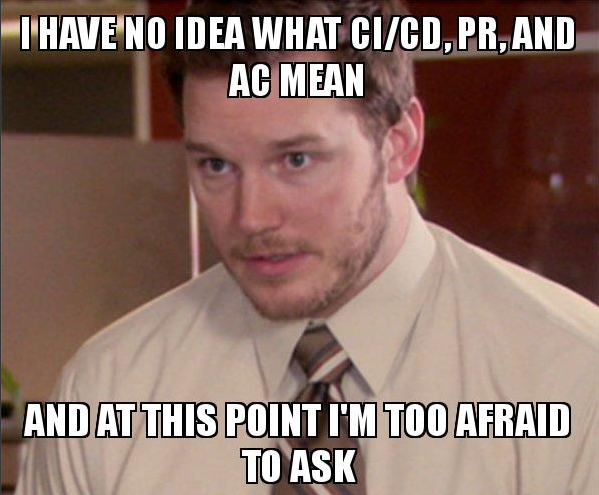 I HAVE NO IDEA WHAT CI/CD, PR, AND
AC MEAN
AND AT THIS POINT I'M TOO AFRAID
TO ASK